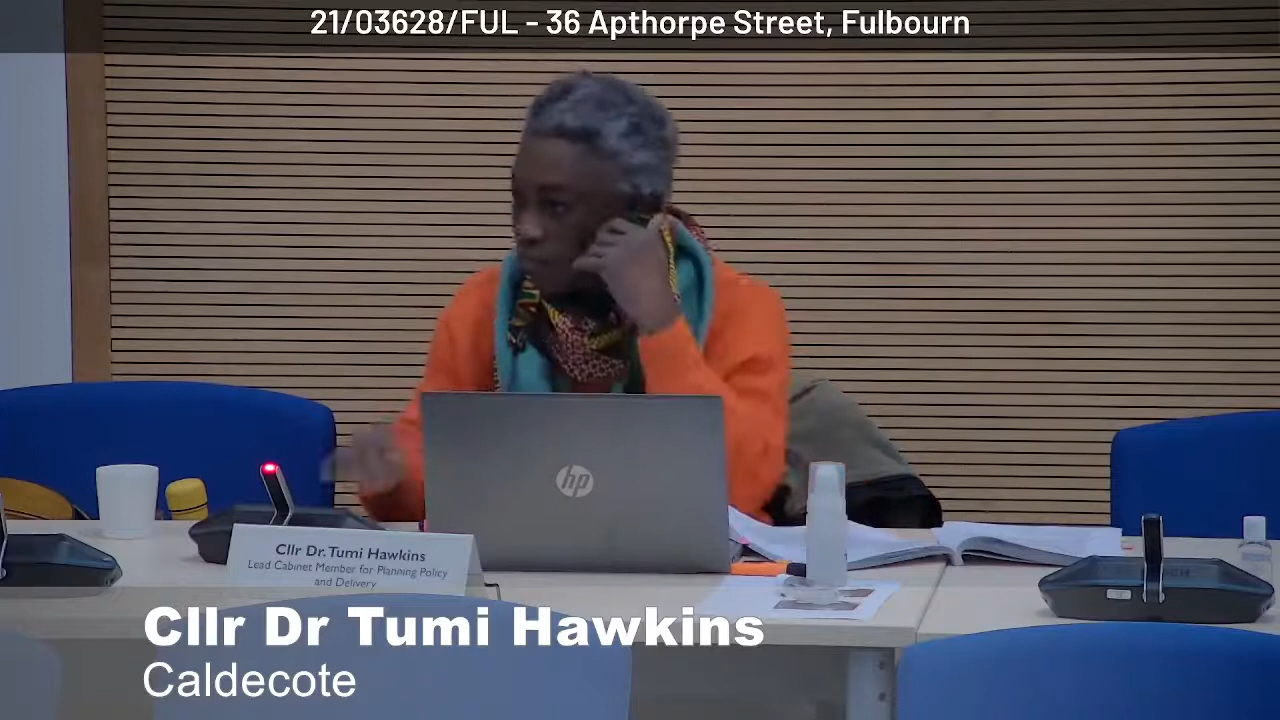 21/03628/FUL - 36 Apthorpe Street, Fulbourn
hp
Cllr Dr. Tumi Hawkins
Lead Cabinet Member for Planning Policy
and Delivery
Cllr Dr Tumi Hawkins
Caldecote